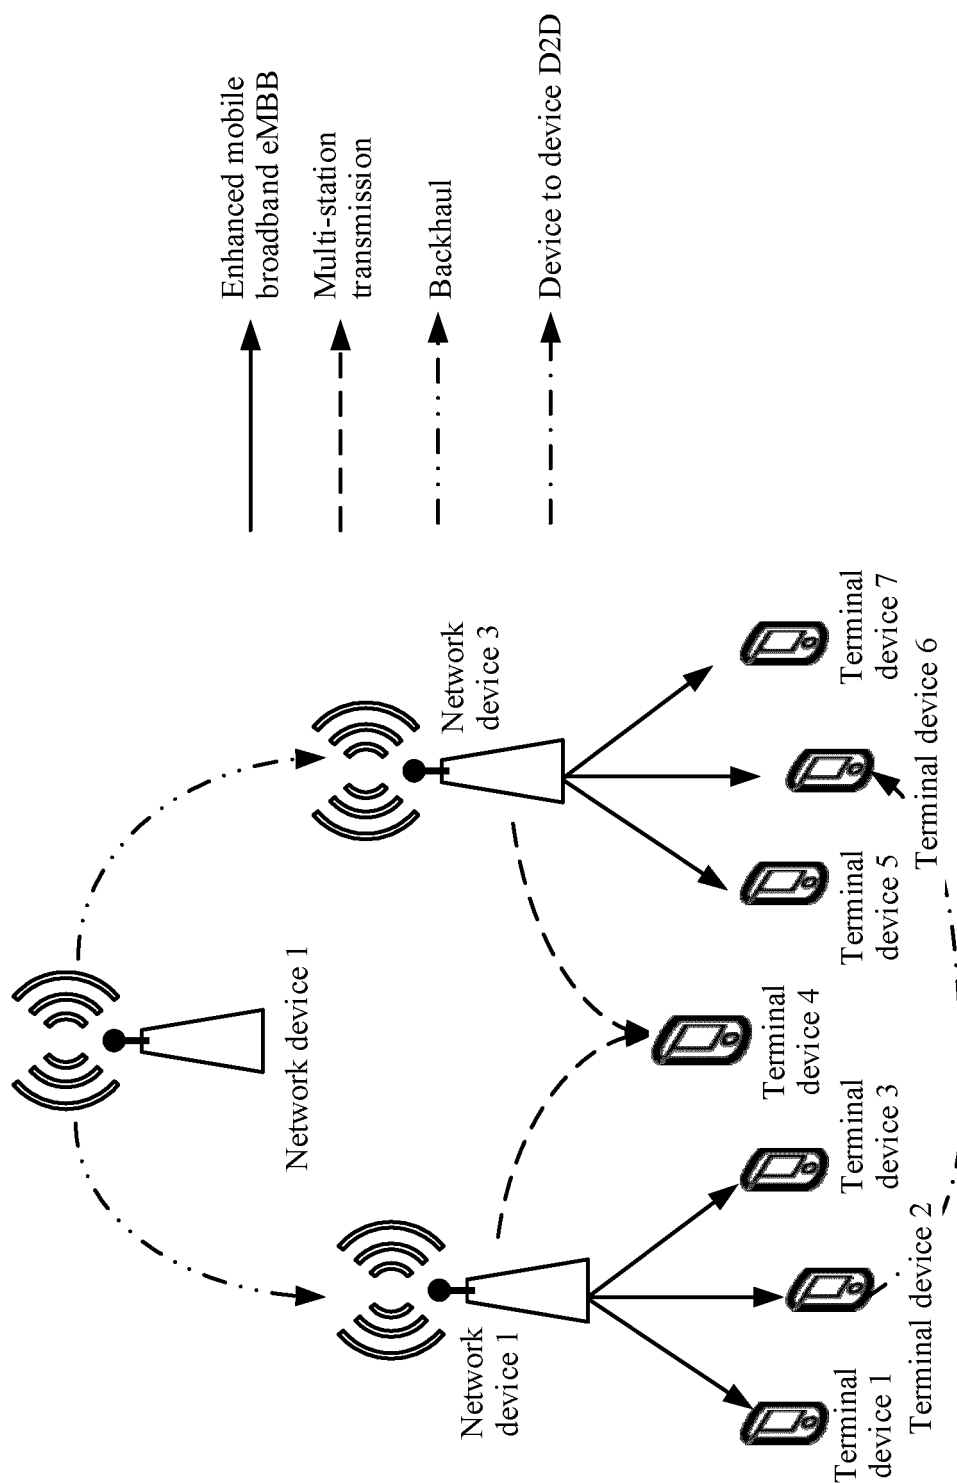 Network device 1
Network
device 1
Network
device 3
Terminal
device 1
Terminal device 2
Terminal
device 3
Terminal
device 4
Terminal
device 5
Terminal device 6
Terminal
device 7
Enhanced mobile
broadband eMBB
Multi-station
transmission
Backhaul
Device to device D2D